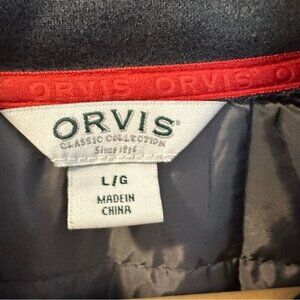 ORVIS ORVIS ORVIS
ORVIS®
CLASSIC COLLECTION
Since 1856
L/G
MADE IN
CHINA